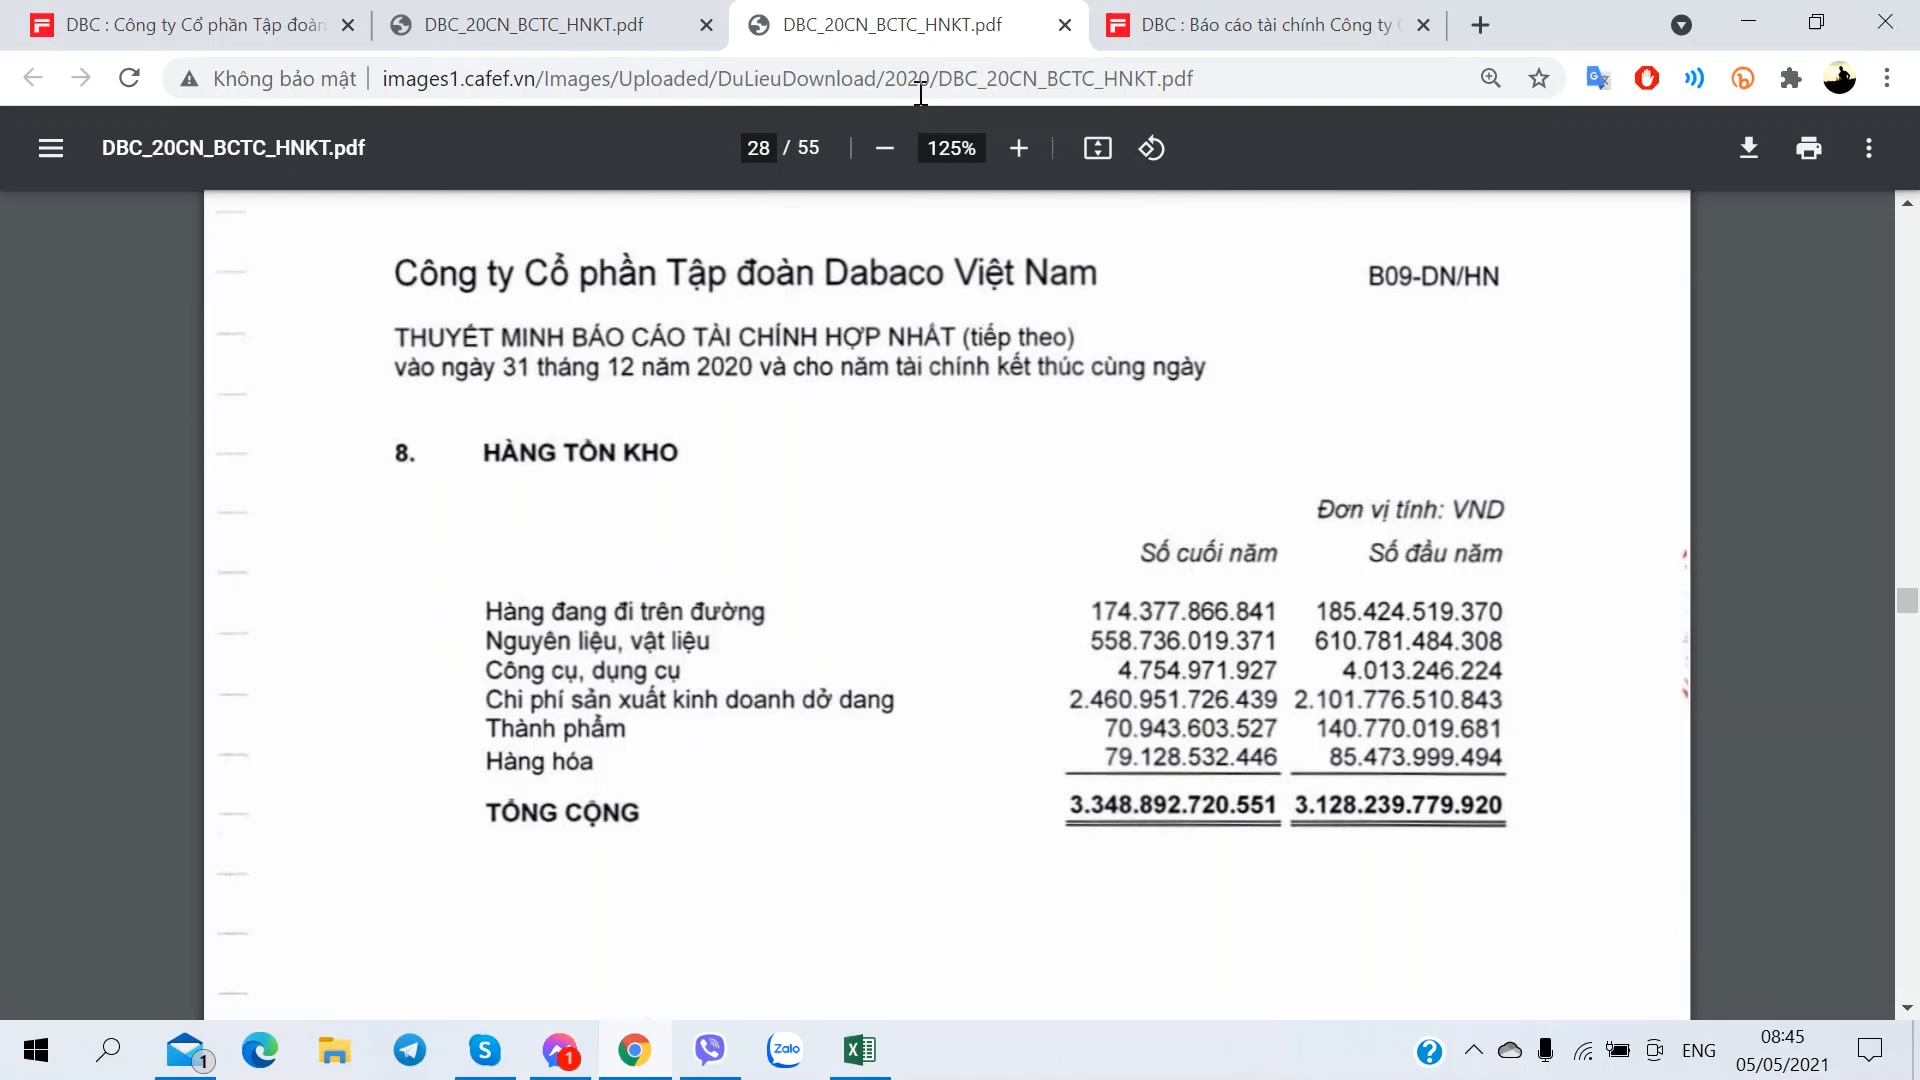 DBC : Công ty Cổ phần Tập đoàn
DBC_20CN_BCTC_HNKT.pdf
DBC_20CN_BCTC_HNKT.pdf
DBC : Báo cáo tài chính Công ty C
Không bảo mật
images1.cafef.vn/Images/Uploaded/DuLieuDownload/2020/DBC_20CN_BCTC_HNKT.pdf
DBC_20CN_BCTC_HNKT.pdf
28 / 55
125%
Công ty Cổ phần Tập đoàn Dabaco Việt Nam B09-DN/HN
THUYẾT MINH BÁO CÁO TÀI CHÍNH HỢP NHẤT (tiếp theo)
vào ngày 31 tháng 12 năm 2020 và cho năm tài chính kết thúc cùng ngày
8. HÀNG TỒN KHO
Đơn vị tính: VND
Số cuối năm Số đầu năm
Hàng đang đi trên đường 174.377.866.841 185.424.519.370
Nguyên liệu, vật liệu 558.736.019.371 610.781.484.308
Công cụ, dụng cụ 4.754.971.927 4.013.246.224
Chi phí sản xuất kinh doanh dở dang 2.460.951.726.439 2.101.776.510.843
Thành phẩm 70.943.603.527 140.770.019.681
Hàng hóa 79.128.532.446 85.473.999.494
TỔNG CỘNG 3.348.892.720.551 3.128.239.779.920
1
1
Zalo
ENG
08:45
05/05/2021